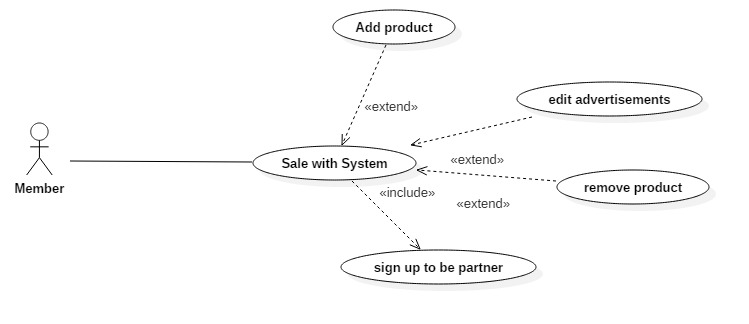 Add product
«extend»
edit advertisements
Member
Sale with System
«extend»
remove product
«include»
«extend»
sign up to be partner